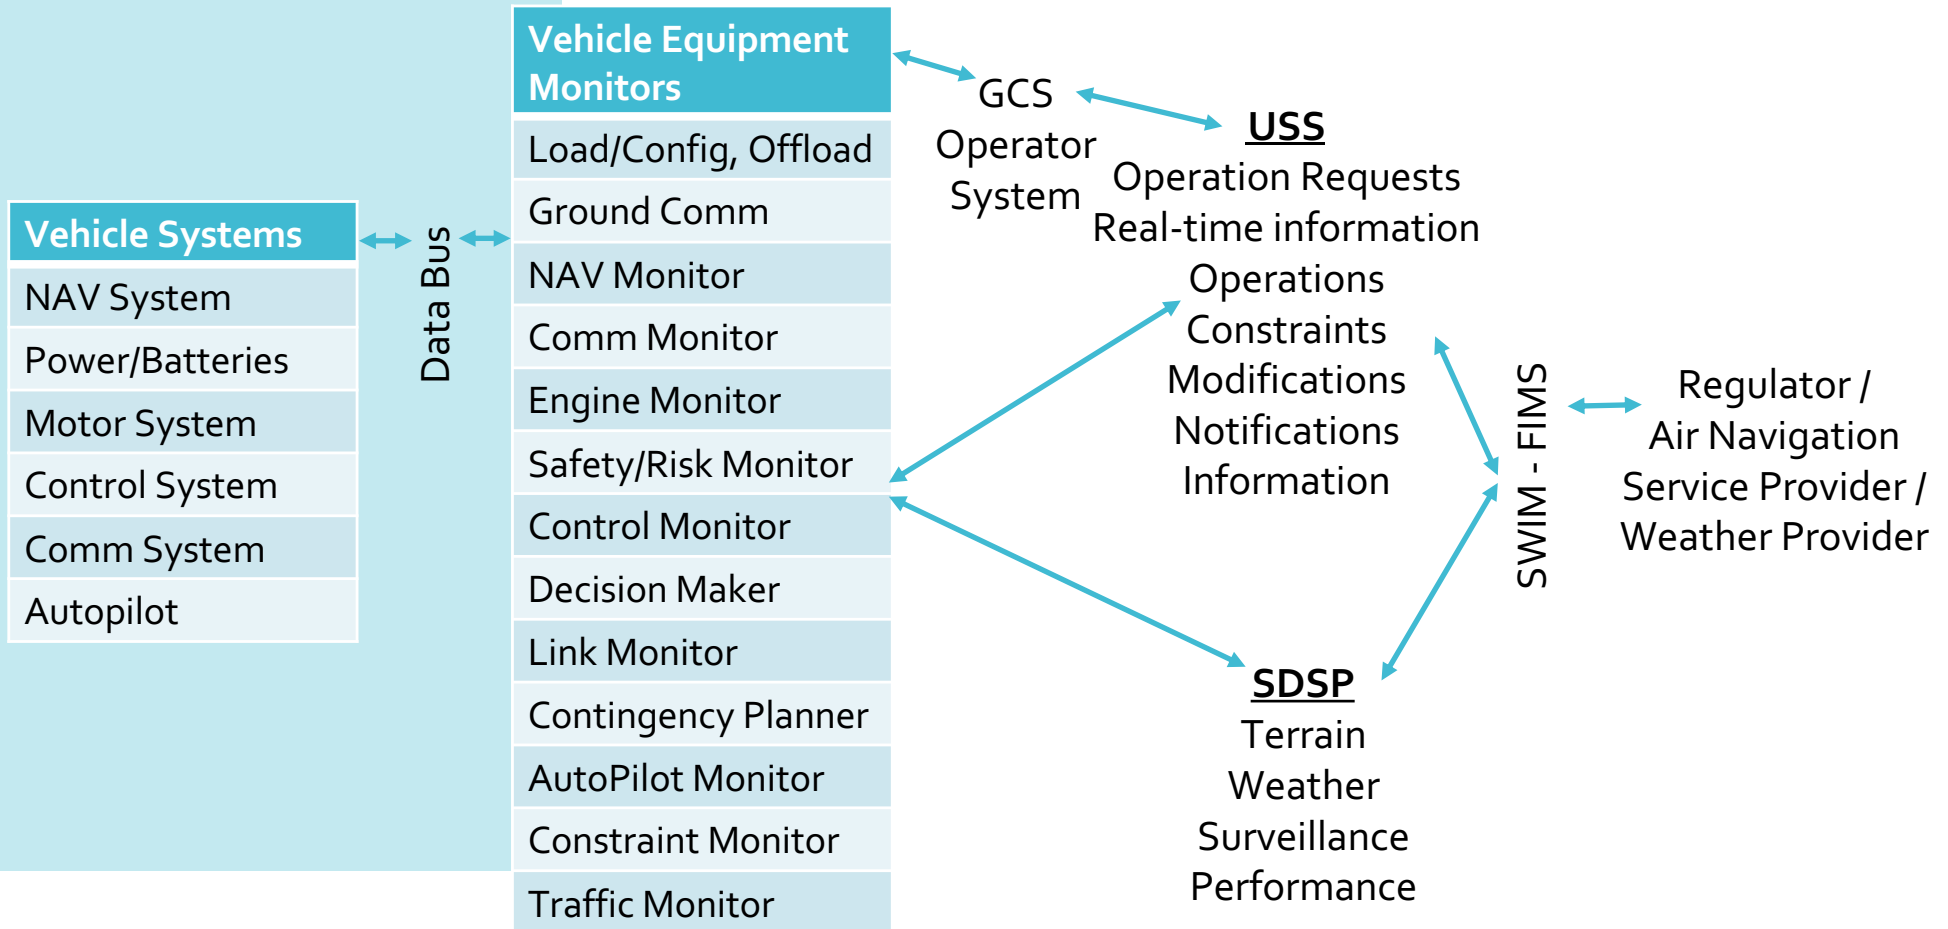 Vehicle Systems
NAV System
Power/Batteries
Motor System
Control System
Comm System
Autopilot
Data Bus
Vehicle Equipment
Monitors
Load/Config, Offload
Ground Comm
NAV Monitor
Comm Monitor
Engine Monitor
Safety/Risk Monitor
Control Monitor
Decision Maker
Link Monitor
Contingency Planner
AutoPilot Monitor
Constraint Monitor
Traffic Monitor
GCS
Operator
System
USS
Operation Requests
Real-time information
Operations
Constraints
Modifications
Notifications
Information
SDSP
Terrain
Weather
Surveillance
Performance
SWIM - FIMS
Regulator /
Air Navigation
Service Provider /
Weather Provider